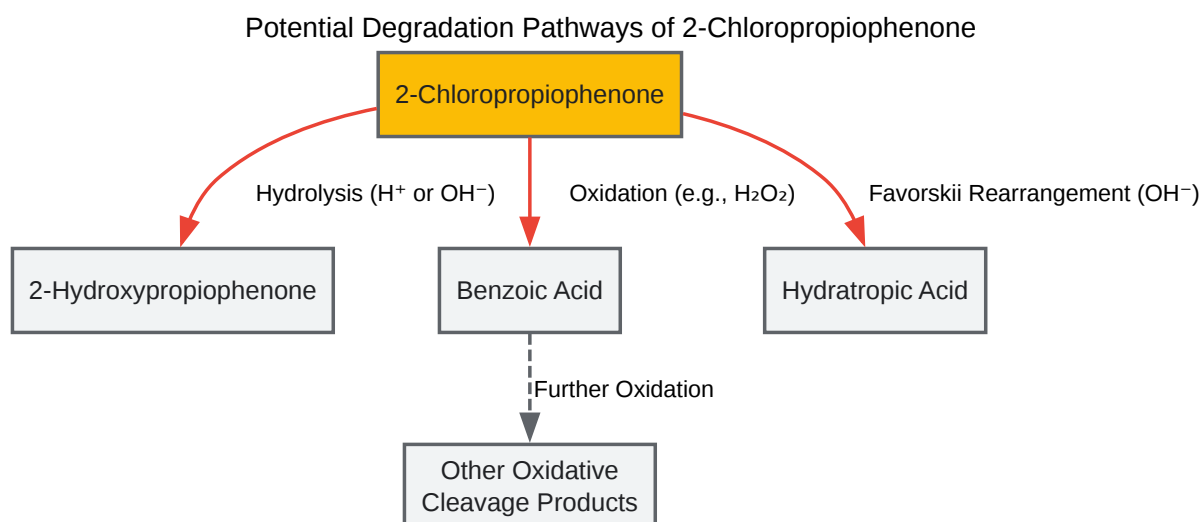 Potential Degradation Pathways of 2-Chloropropiophenone
2-Chloropropiophenone
Hydrolysis (H⁺ or OH⁻)
Oxidation (e.g., H₂O₂)
Favorskii Rearrangement (OH⁻)
2-Hydroxypropiophenone
Benzoic Acid
Hydratropic Acid
Further Oxidation
Other Oxidative
Cleavage Products